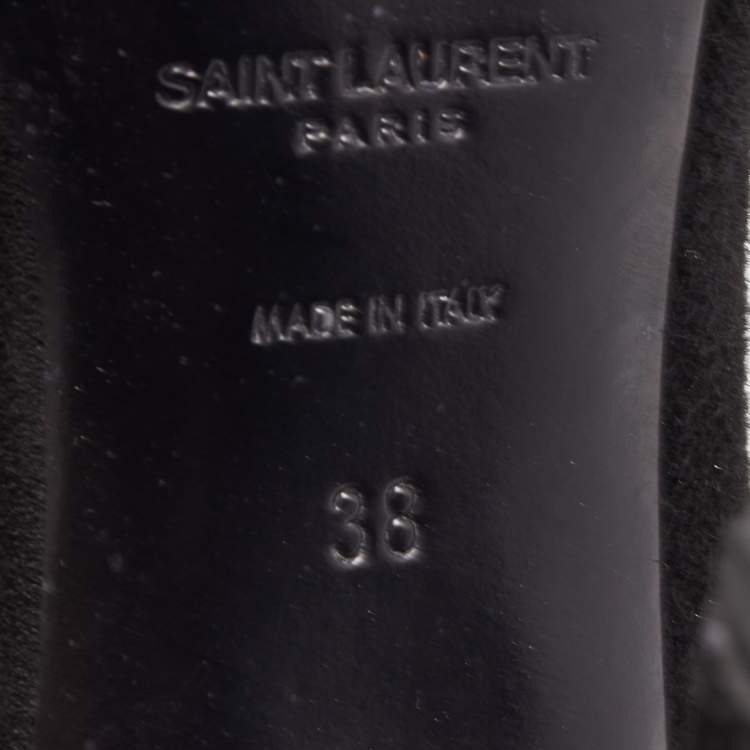 SAINT LAURENT
PARIS
MADE IN ITALY
38